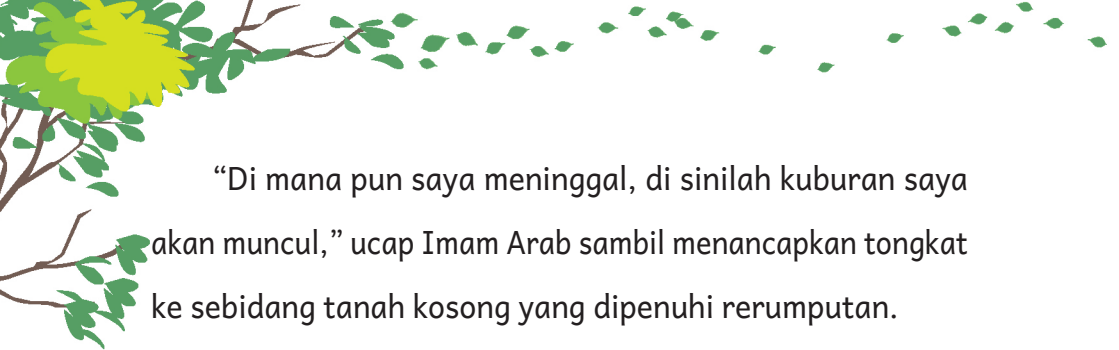 “Di mana pun saya meninggal, di sinilah kuburan saya
akan muncul,” ucap Imam Arab sambil menancapkan tongkat
ke sebidang tanah kosong yang dipenuhi rerumputan.